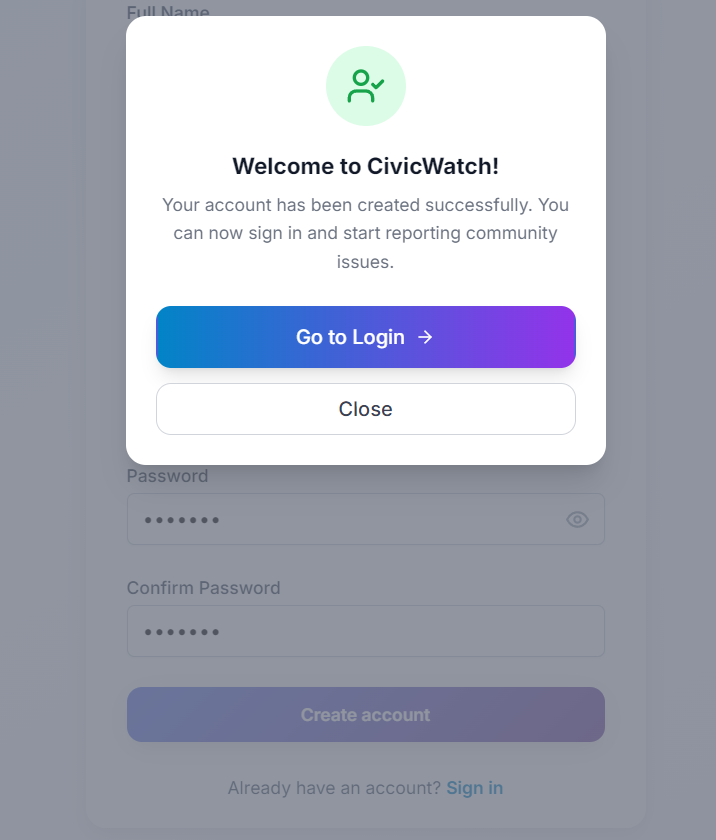 Full Name
Welcome to CivicWatch!
Your account has been created successfully. You
can now sign in and start reporting community
issues.
Go to Login →
Close
Password
•••••••
Confirm Password
•••••••
Create account
Already have an account? Sign in